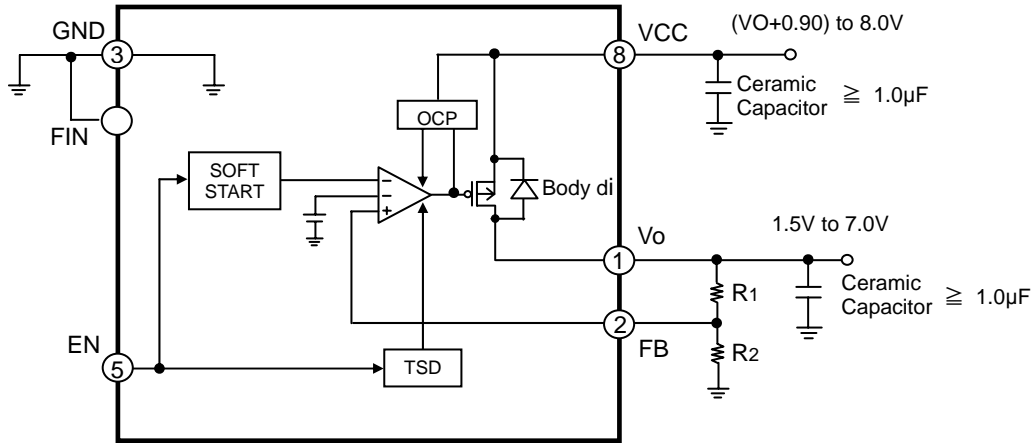 GND
3
FIN
8
VCC
(VO+0.90) to 8.0V
Ceramic
Capacitor ≧ 1.0µF
OCP
SOFT
START
−
−
+
Body di
1.5V to 7.0V
Vo
1
Ceramic
Capacitor ≧ 1.0µF
R1
2
FB
R2
EN
5
TSD